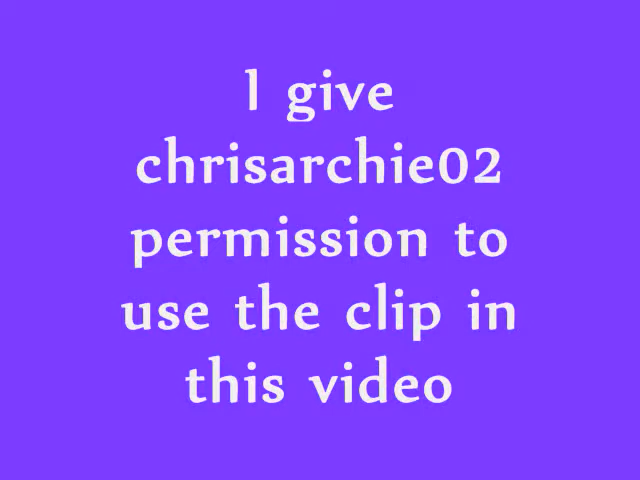 I give
chrisarchie02
permission to
use the clip in
this video